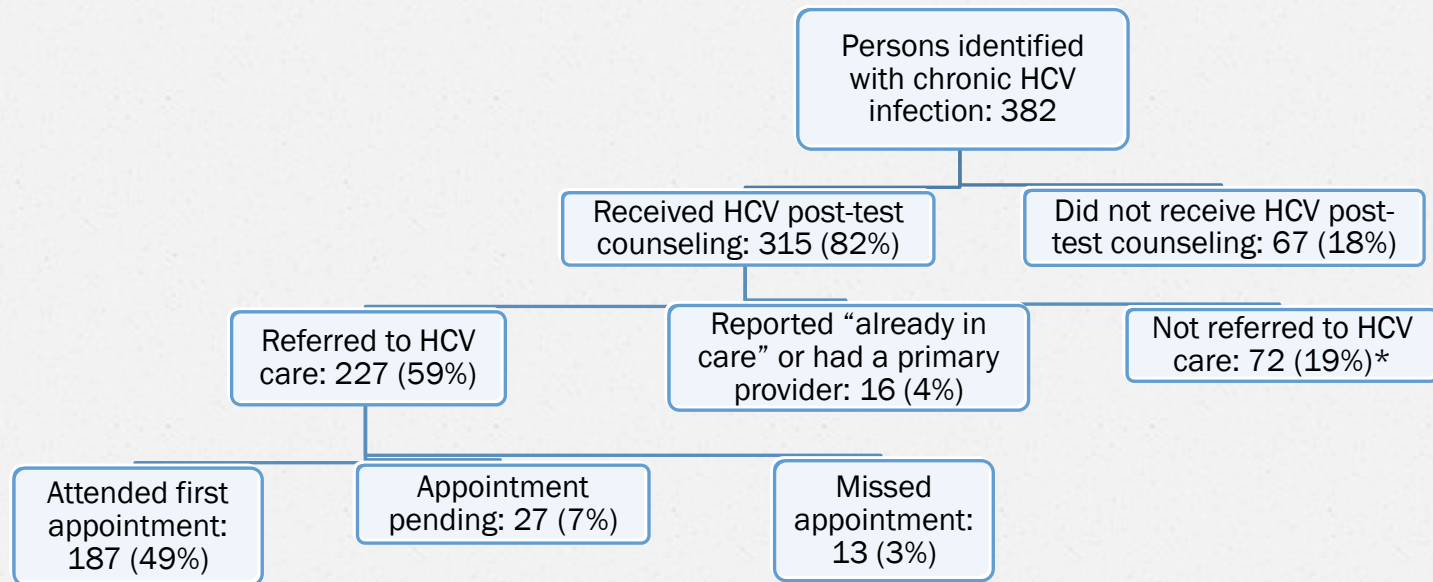 Persons identified
with chronic HCV
infection: 382
Received HCV post-test
counseling: 315 (82%)
Did not receive HCV post-
test counseling: 67 (18%)
Referred to HCV
care: 227 (59%)
Reported “already in
care” or had a primary
provider: 16 (4%)
Not referred to HCV
care: 72 (19%)*
Attended first
appointment:
187 (49%)
Appointment
pending: 27 (7%)
Missed
appointment:
13 (3%)